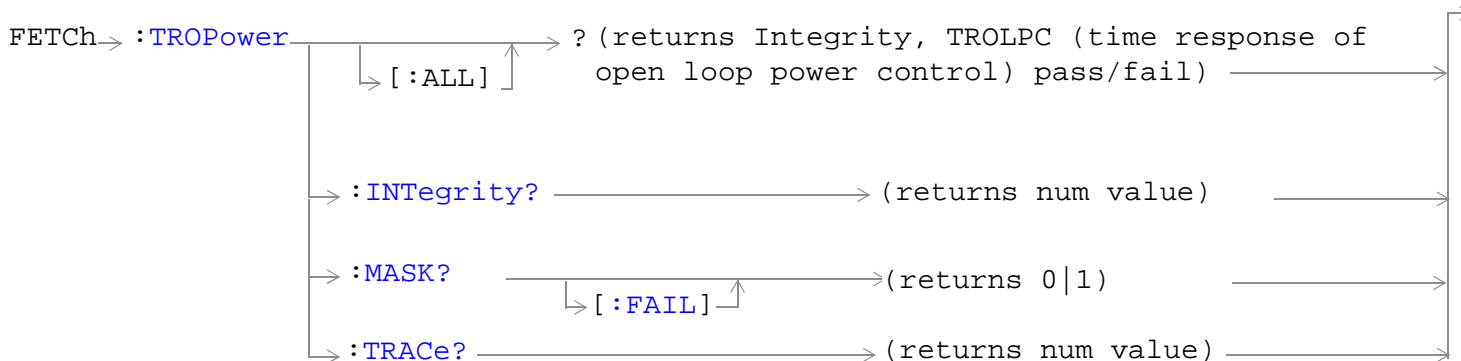 FETCh :TROPower ? (returns Integrity, TROLPC (time response of
[:ALL] open loop power control) pass/fail)
:INTegrity? (returns num value)
:MASK? (returns 0|1)
[:FAIL]
:TRACe? (returns num value)